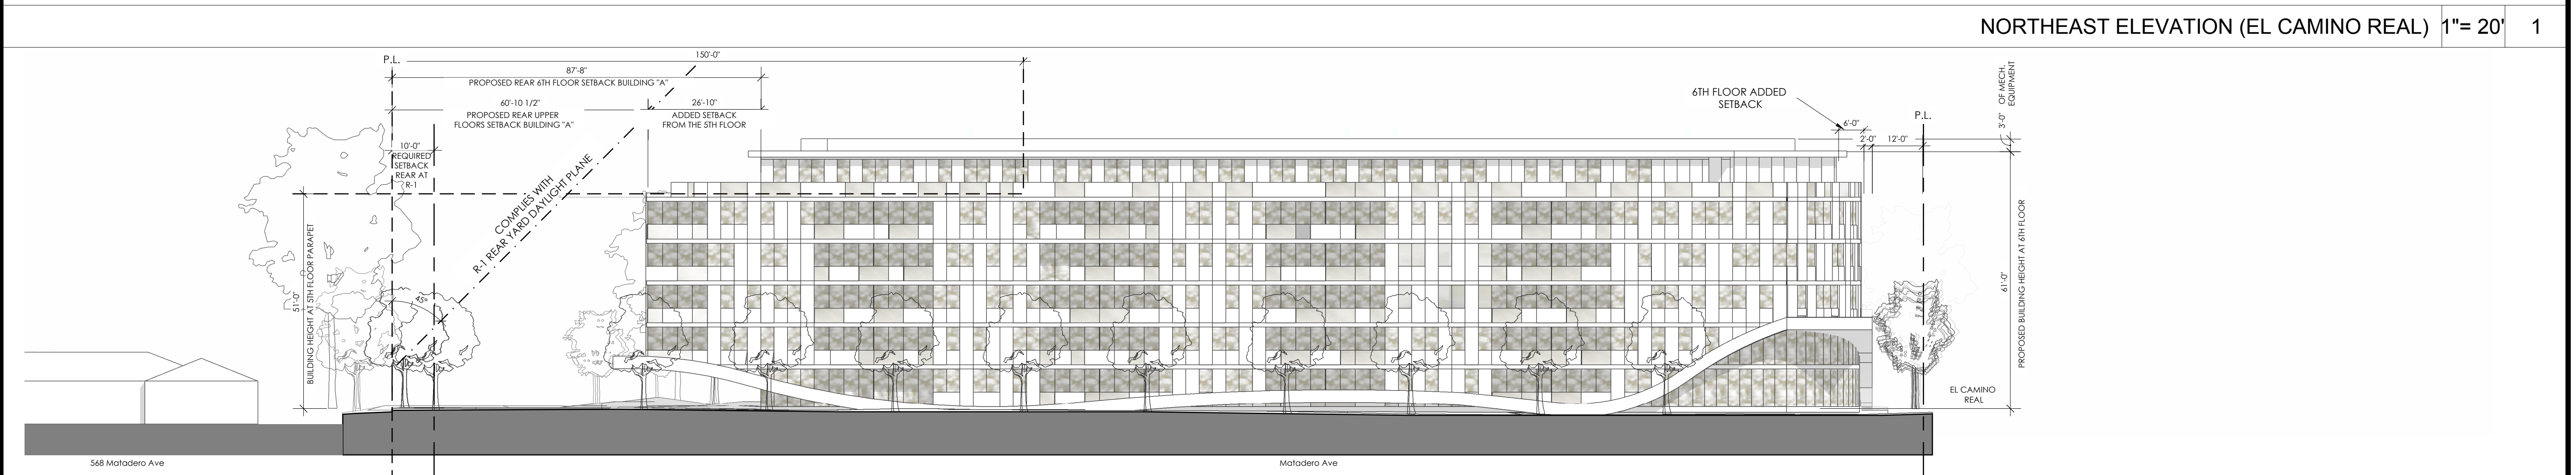 NORTHEAST ELEVATION (EL CAMINO REAL) 1"= 20' 1
P.L.
150'-0"
87'-8"
PROPOSED REAR 6TH FLOOR SETBACK BUILDING "A"
60'-10 1/2"
PROPOSED REAR UPPER
FLOORS SETBACK BUILDING "A"
26'-10"
ADDED SETBACK
FROM THE 5TH FLOOR
10'-0"
REQUIRED
SETBACK
REAR AT
R-1
COMPLIES WITH
R-1 REAR YARD DAYLIGHT PLANE
45°
51'-0"
BUILDING HEIGHT AT 5TH FLOOR PARAPET
6TH FLOOR ADDED
SETBACK
6'-0"
2'-0"
12'-0"
P.L.
3'-0"
OF MECH.
EQUIPMENT
61'-0"
PROPOSED BUILDING HEIGHT AT 6TH FLOOR
EL CAMINO
REAL
568 Matadero Ave
Matadero Ave